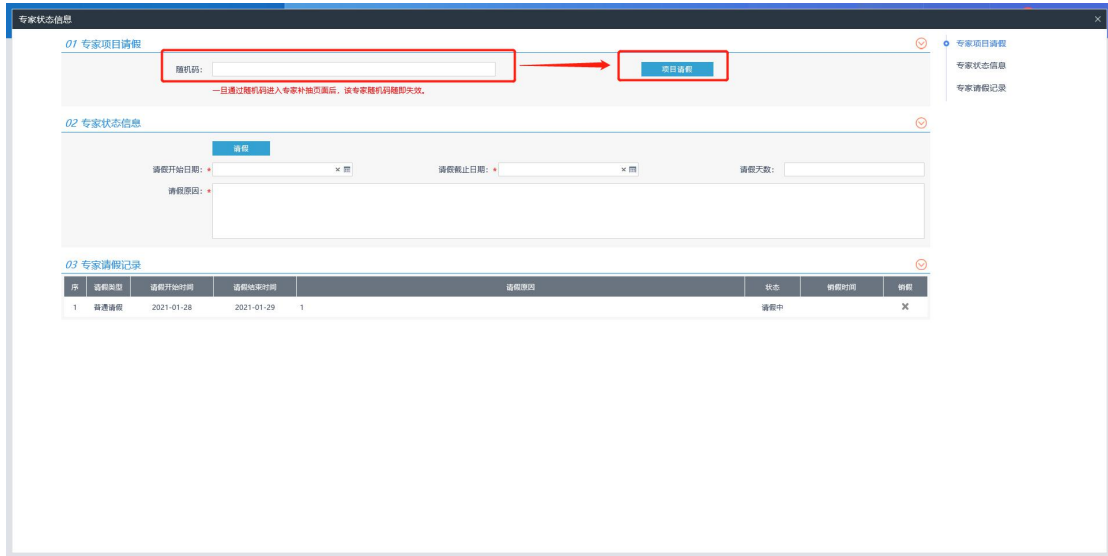 专家状态信息
×
01 专家项目请假
随机码：
项目请假
一旦通过随机码进入专家补抽页面后，该专家随机码随即失效。
专家项目请假
专家状态信息
专家请假记录
02 专家状态信息
请假
请假开始日期：* × 请假截止日期：* × 请假天数：
请假原因：*
03 专家请假记录
序 请假类型 请假开始时间 请假结束时间 请假原因 状态 销假时间 销假
1 普通请假 2021-01-28 2021-01-29 1 请假中